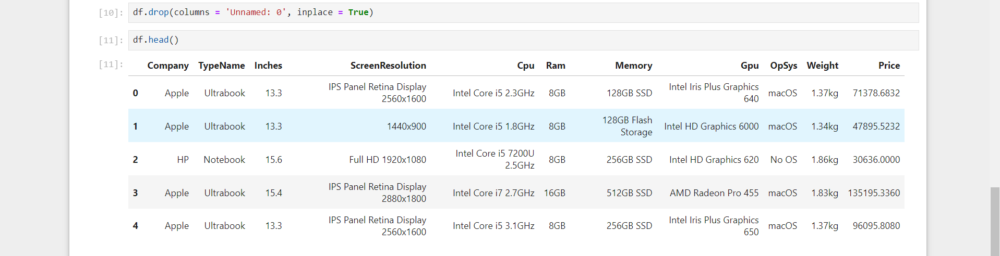 [10]: df.drop(columns = 'Unnamed: 0', inplace = True)
[11]: df.head()
[11]: Company TypeName Inches ScreenResolution Cpu Ram Memory Gpu OpSys Weight Price
0 Apple Ultrabook 13.3 IPS Panel Retina Display 2560x1600 Intel Core i5 2.3GHz 8GB 128GB SSD Intel Iris Plus Graphics 640 macOS 1.37kg 71378.6832
1 Apple Ultrabook 13.3 1440x900 Intel Core i5 1.8GHz 8GB 128GB Flash Storage Intel HD Graphics 6000 macOS 1.34kg 47895.5232
2 HP Notebook 15.6 Full HD 1920x1080 Intel Core i5 7200U 2.5GHz 8GB 256GB SSD Intel HD Graphics 620 No OS 1.86kg 30636.0000
3 Apple Ultrabook 15.4 IPS Panel Retina Display 2880x1800 Intel Core i7 2.7GHz 16GB 512GB SSD AMD Radeon Pro 455 macOS 1.83kg 135195.3360
4 Apple Ultrabook 13.3 IPS Panel Retina Display 2560x1600 Intel Core i5 3.1GHz 8GB 256GB SSD Intel Iris Plus Graphics 650 macOS 1.37kg 96095.8080